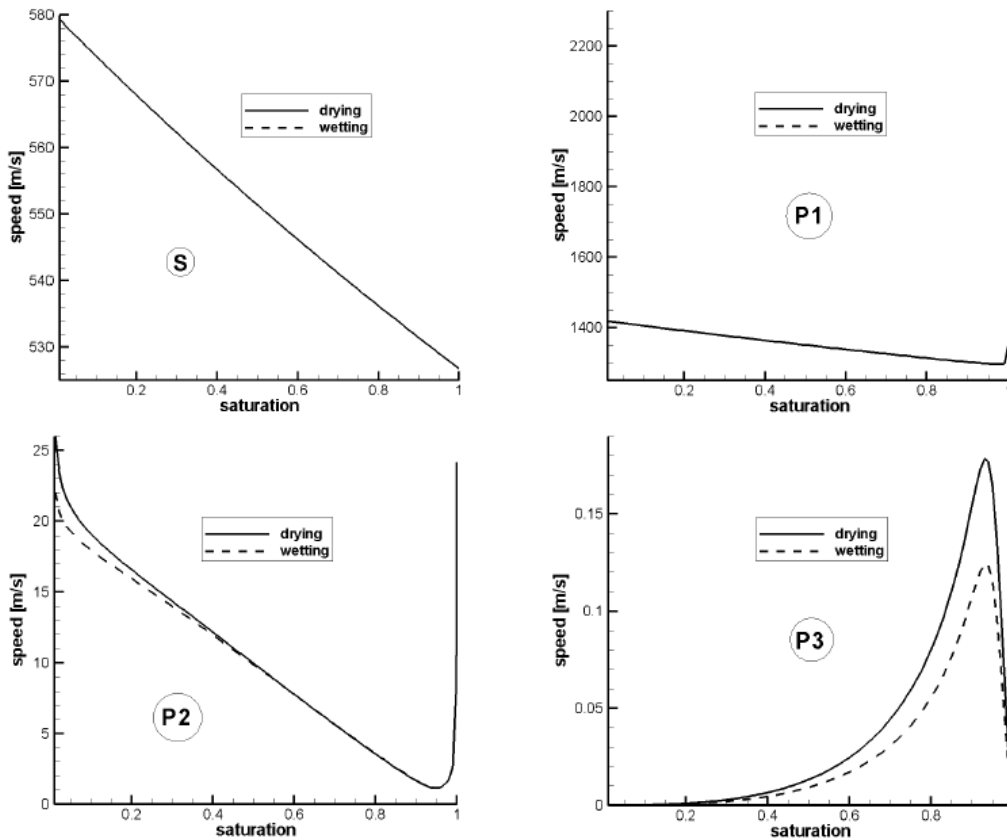 580
570
560
550
540
530
speed [m/s]
drying
wetting
S
0.2 0.4 0.6 0.8 1
saturation
2200
2000
1800
1600
1400
speed [m/s]
drying
wetting
P1
0.2 0.4 0.6 0.8
saturation
25
20
15
10
5
0
speed [m/s]
drying
wetting
P2
0.2 0.4 0.6 0.8 1
saturation
0.15
0.1
0.05
0
speed [m/s]
drying
wetting
P3
0.2 0.4 0.6 0.8
saturation